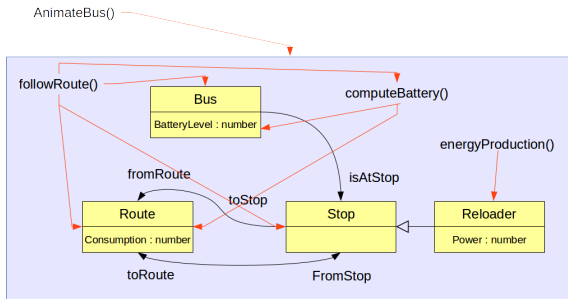 AnimateBus()
followRoute()
Bus
BatteryLevel : number
computeBattery()
energyProduction()
isAtStop
fromRoute
toStop
Route
Consumption : number
Stop
Reloader
Power : number
toRoute
FromStop